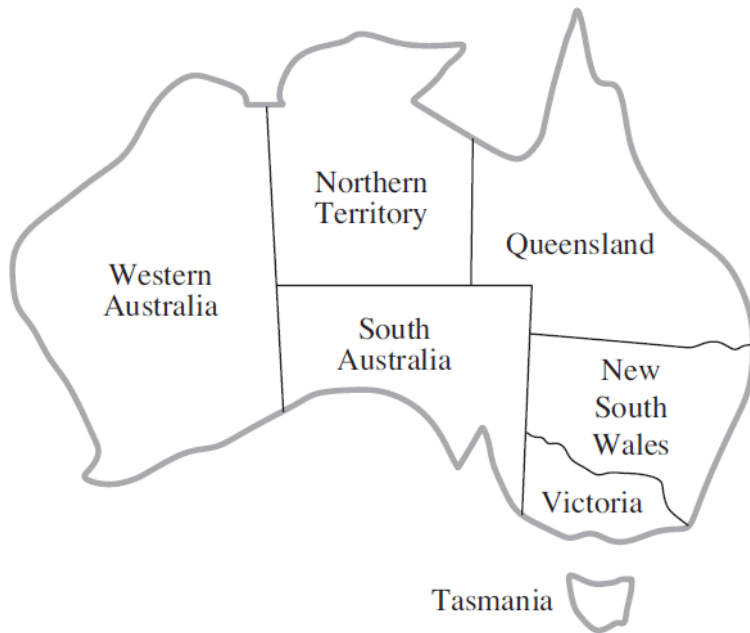 Northern
Territory
Western
Australia
Queensland
South
Australia
New
South
Wales
Victoria
Tasmania